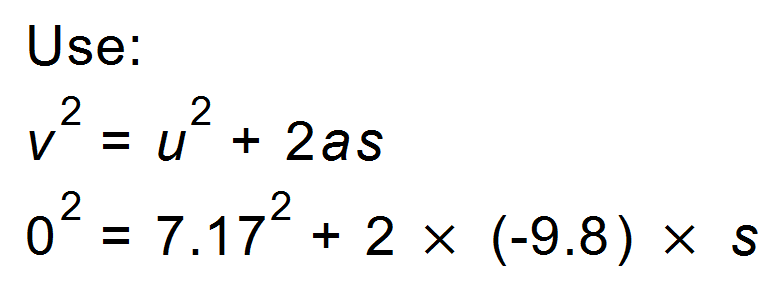 Use:
v² = u² + 2as
0² = 7.17² + 2 × (-9.8) × s